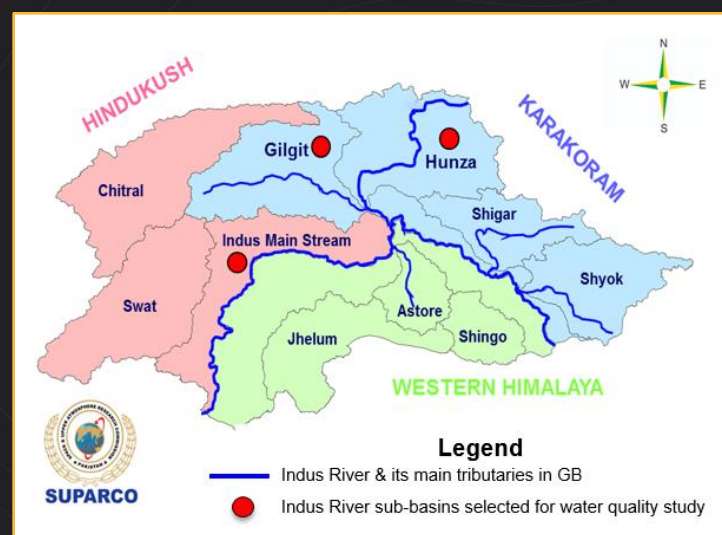 N
W
E
S
HINDUKUSH
KARAKORAM
Gilgit
Hunza
Chitral
Shigar
Indus Main Stream
Shyok
Swat
Astore
Jhelum
Shingo
WESTERN HIMALAYA
SUPARCO
Legend
Indus River & its main tributaries in GB
Indus River sub-basins selected for water quality study